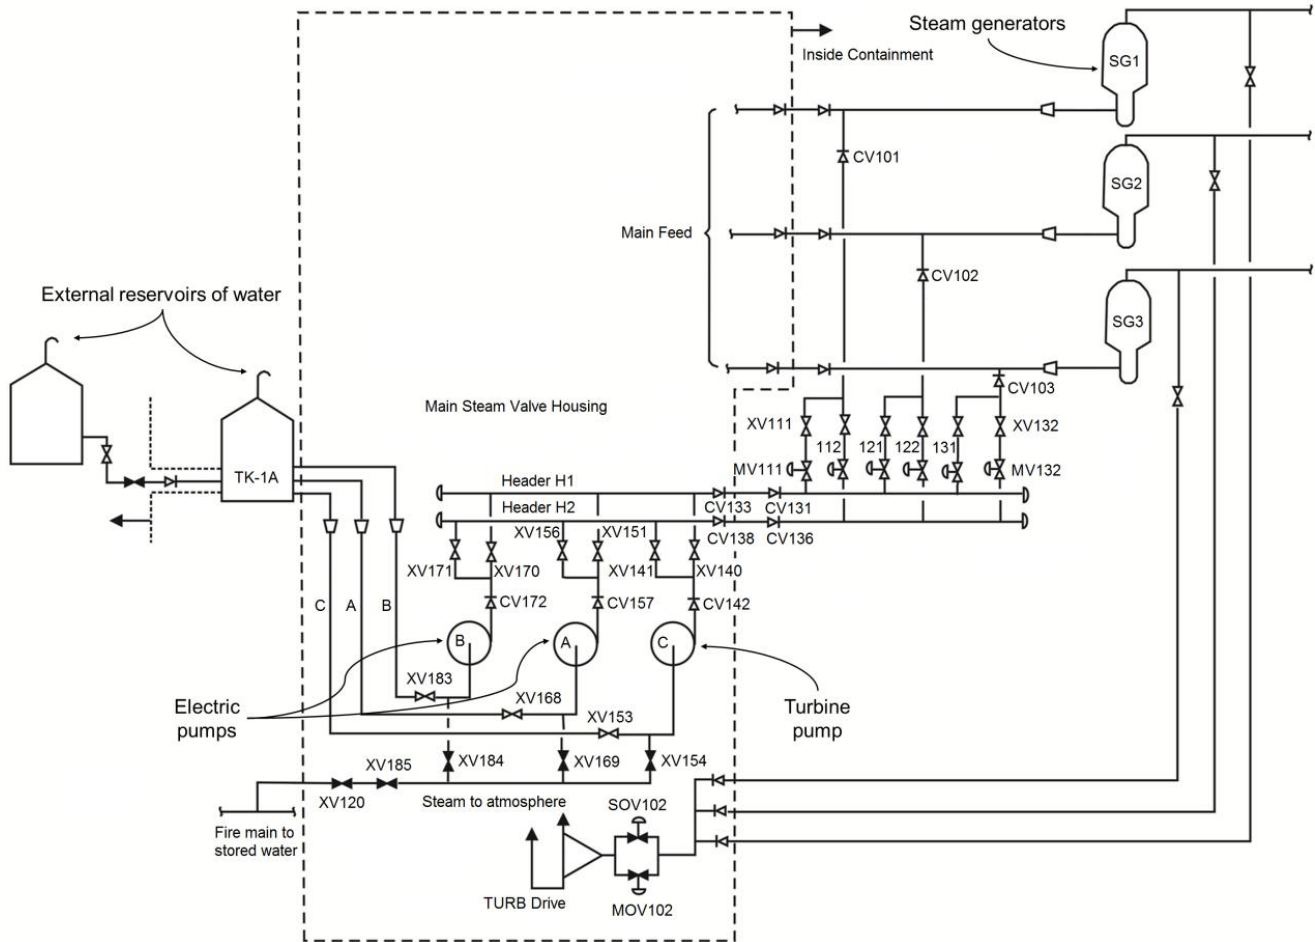 Steam generators
Inside Containment
SG1
CV101
SG2
Main Feed
CV102
External reservoirs of water
SG3
CV103
Main Steam Valve Housing
XV111
XV132
112
121
122
131
TK-1A
MV111
MV132
Header H1
CV133
CV131
Header H2
XV156
XV151
CV138
CV136
XV171
XV170
XV141
XV140
C
A
B
CV172
CV157
CV142
B
A
C
XV183
Electric
pumps
XV168
XV153
Turbine
pump
XV185
XV184
XV169
XV154
XV120
Steam to atmosphere
SOV102
Fire main to
stored water
TURB Drive
MOV102